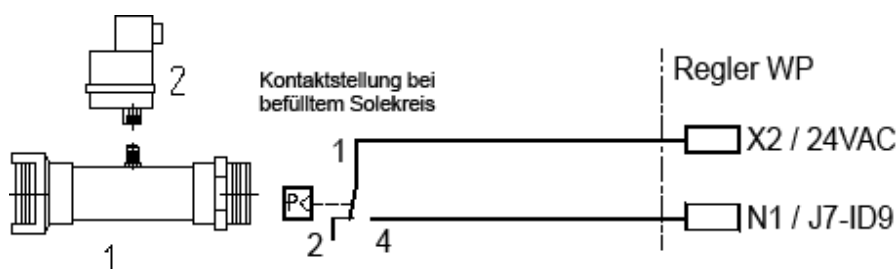 2
Kontaktstellung bei
befülltem Solekreis
Regler WP
1
X2 / 24VAC
P<
2
4
N1 / J7-ID9
1